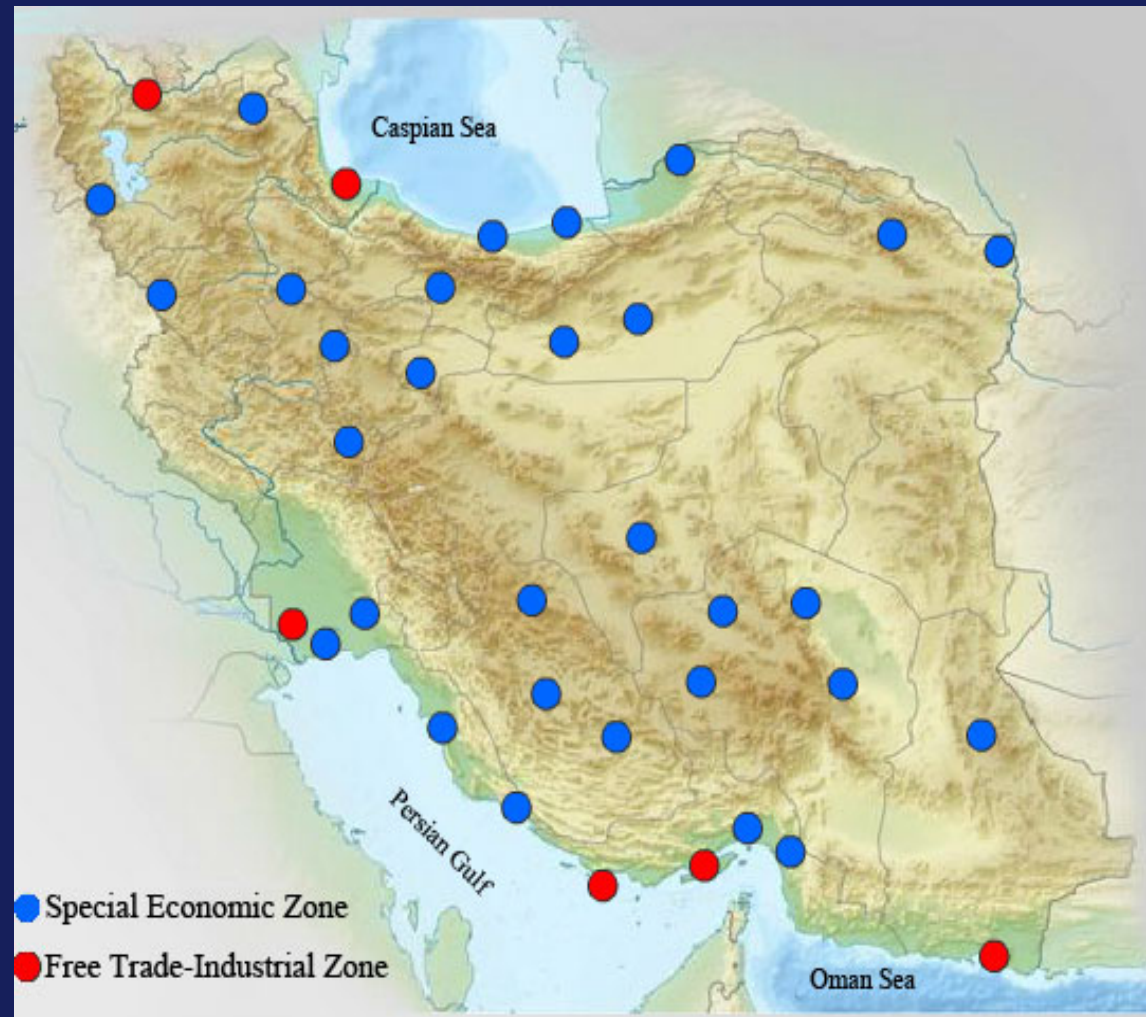 Caspian Sea
Persian Gulf
Special Economic Zone
Free Trade-Industrial Zone
Oman Sea